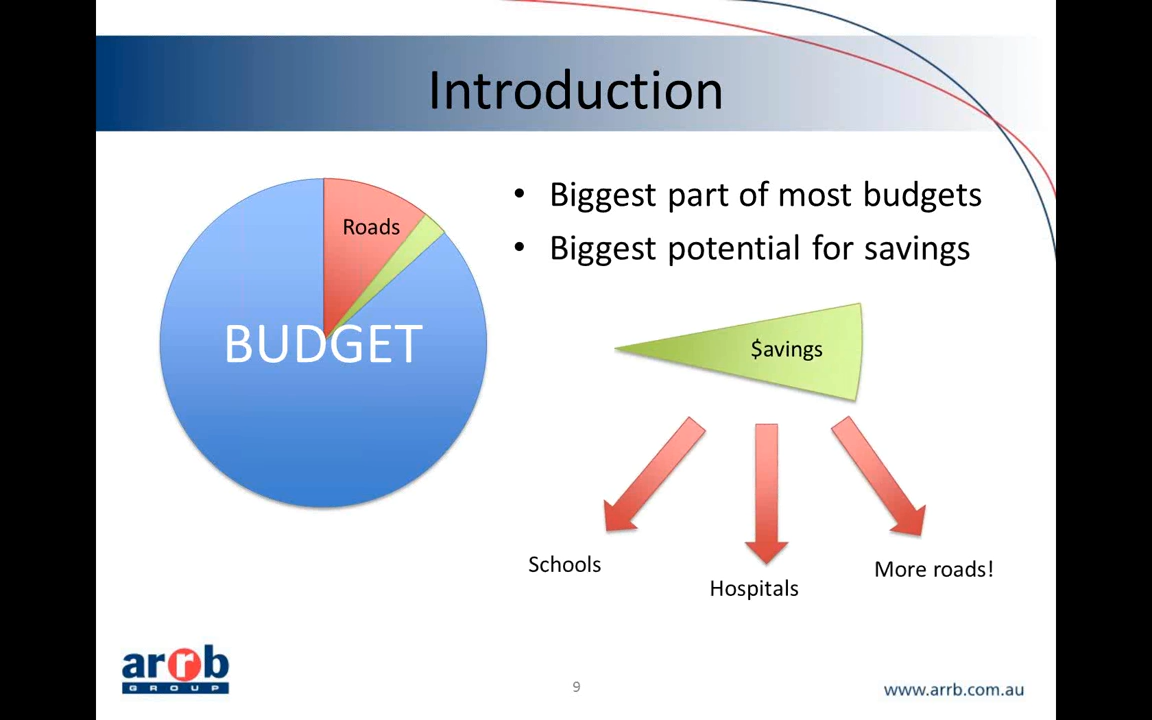 Introduction
Roads
BUDGET
• Biggest part of most budgets
• Biggest potential for savings
$avings
Schools
Hospitals
More roads!
arrb
GROUP
9
www.arrb.com.au